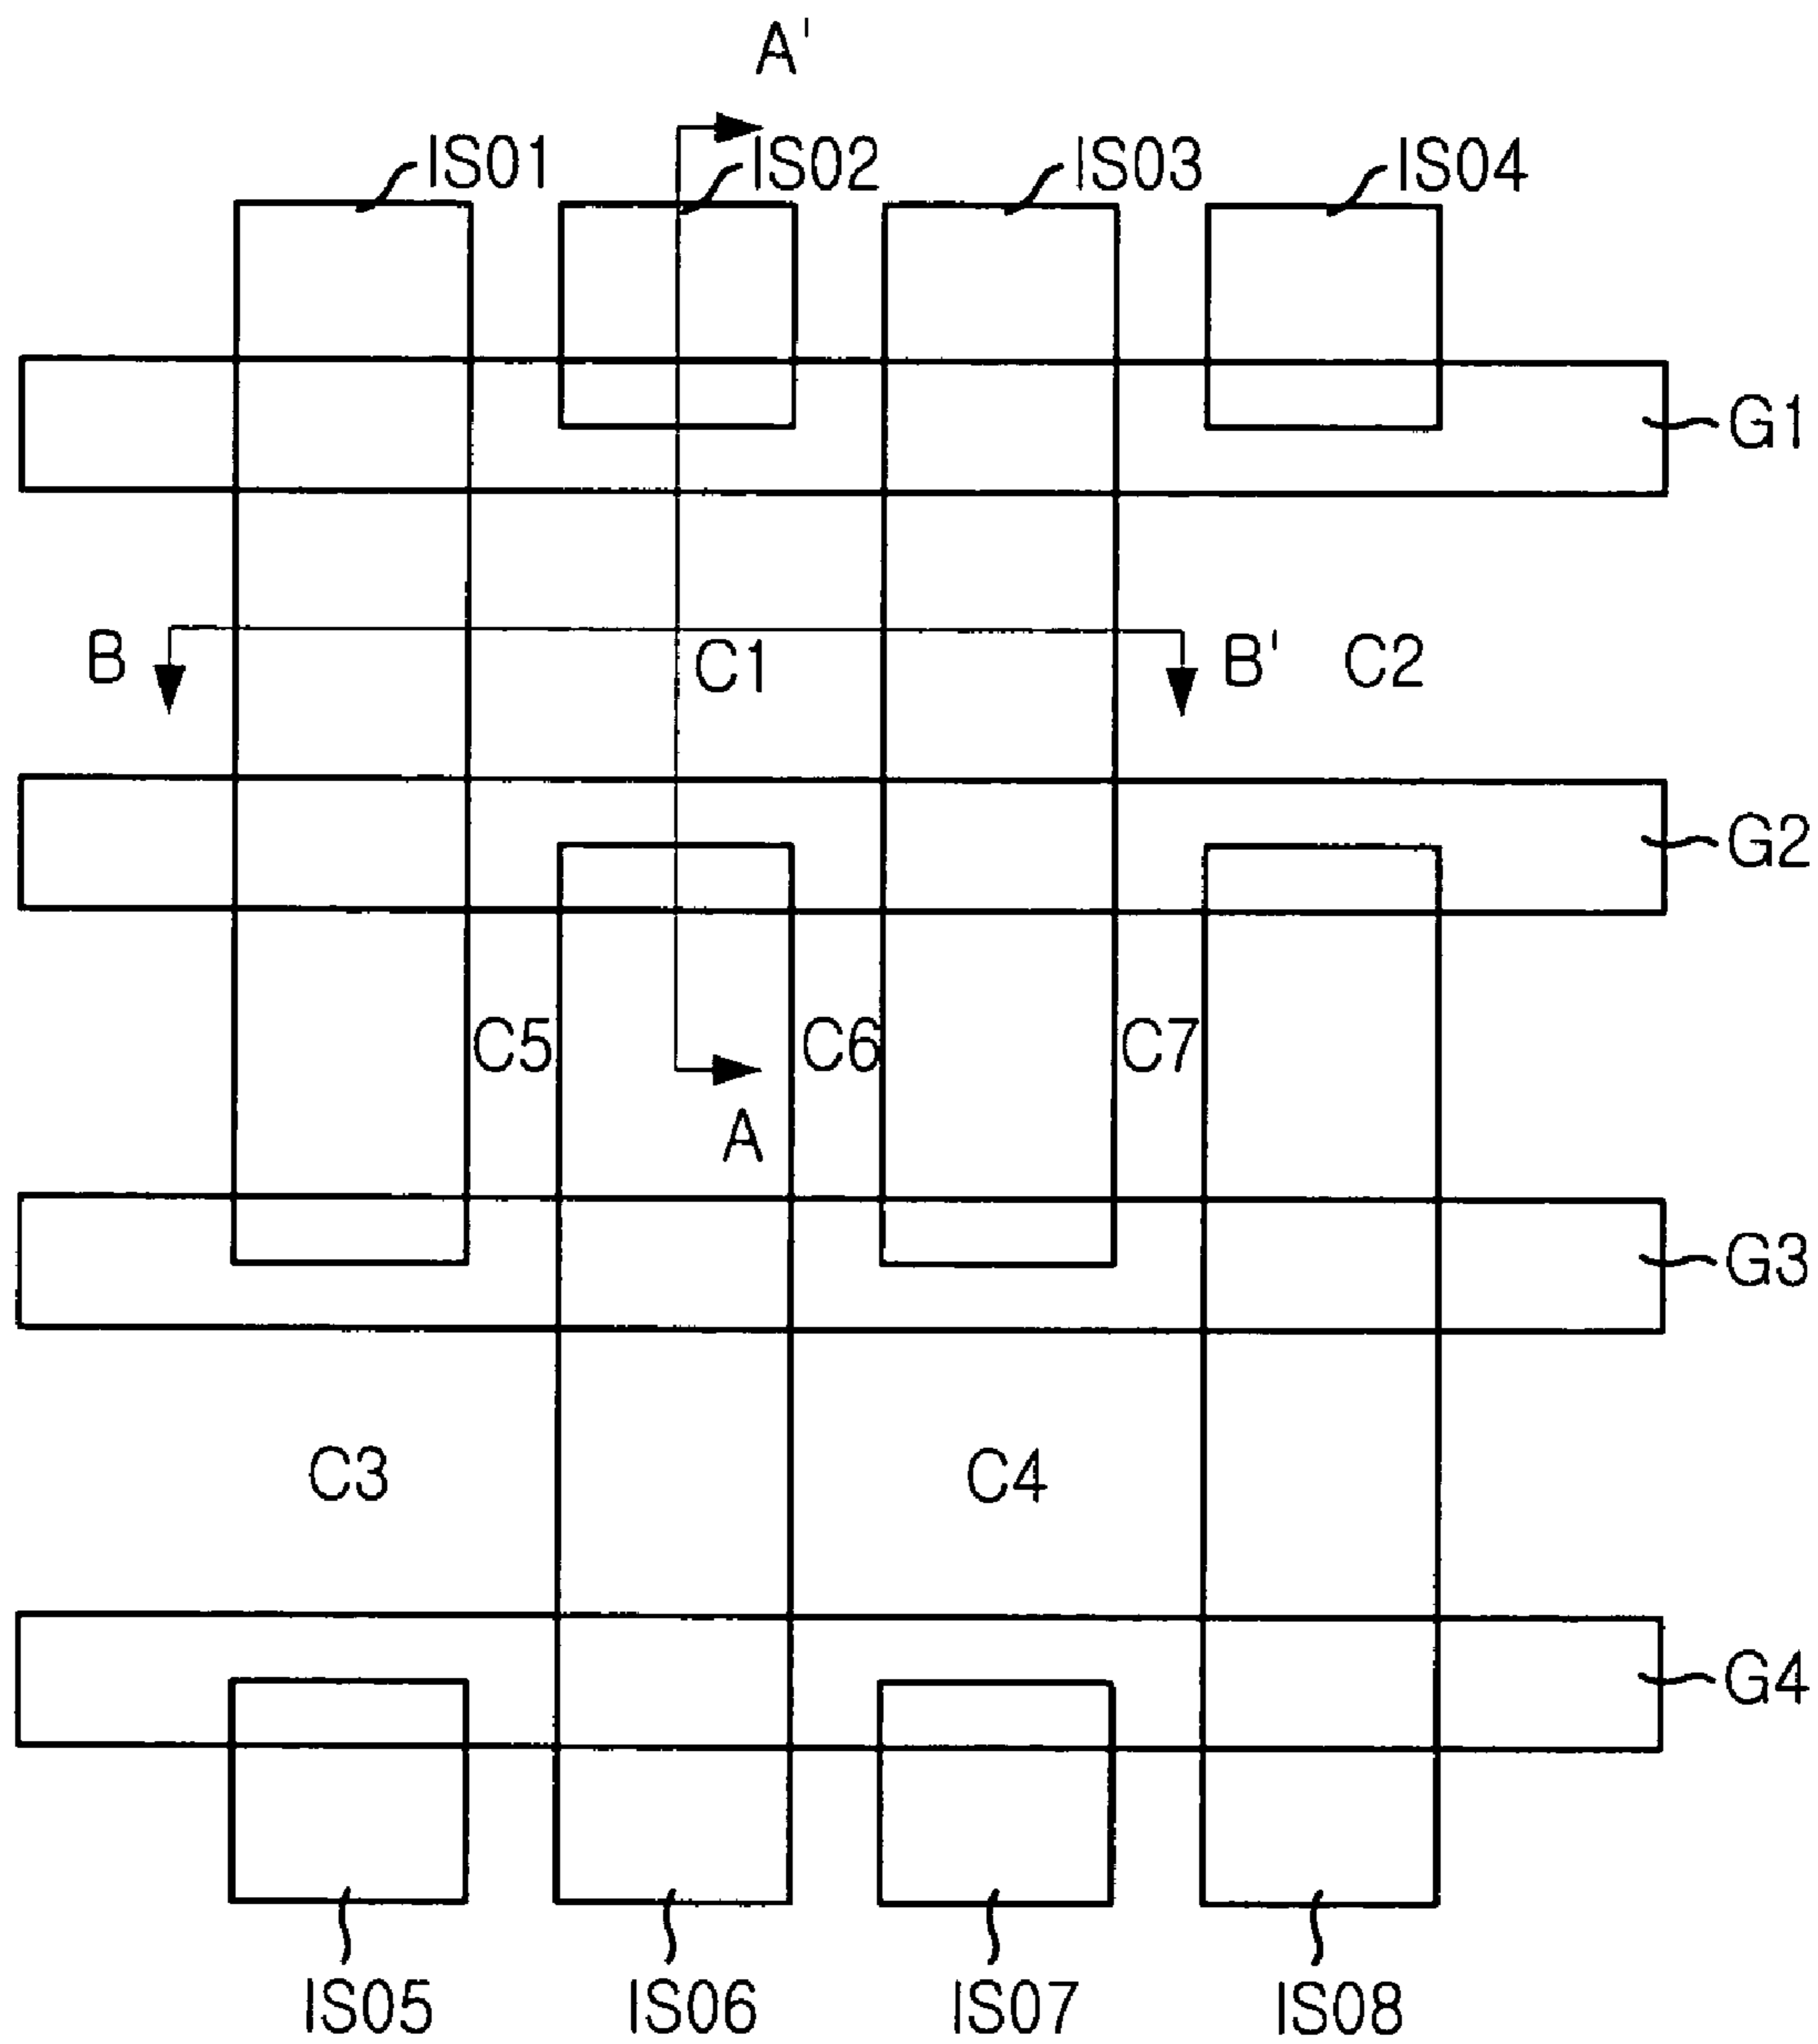 A'
IS01 IS02 IS03 IS04
G1
B C1 B' C2
G2
C5 C6 C7
A
G3
C3 C4
G4
IS05 IS06 IS07 IS08